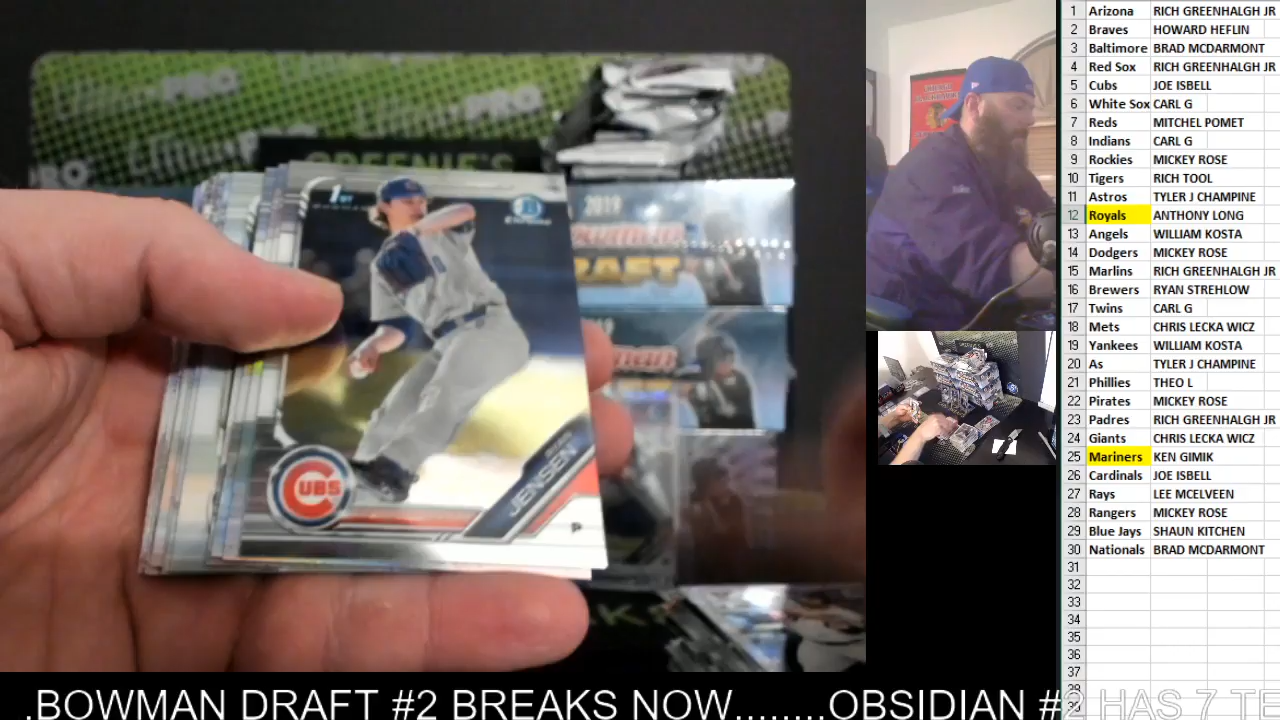 GREENIE'S
1ST
2019
DRAFT
CUBS
JENSEN
P
1 Arizona RICH GREENHALGH JR
2 Braves HOWARD HEFLIN
3 Baltimore BRAD MCDARMONT
4 Red Sox RICH GREENHALGH JR
5 Cubs JOE ISBELL
6 White Sox CARL G
7 Reds MITCHEL POMET
8 Indians CARL G
9 Rockies MICKEY ROSE
10 Tigers RICH TOOL
11 Astros TYLER J CHAMPINE
12 Royals ANTHONY LONG
13 Angels WILLIAM KOSTA
14 Dodgers MICKEY ROSE
15 Marlins RICH GREENHALGH JR
16 Brewers RYAN STREHLOW
17 Twins CARL G
18 Mets CHRIS LECKA WICZ
19 Yankees WILLIAM KOSTA
20 As TYLER J CHAMPINE
21 Phillies THEO L
22 Pirates MICKEY ROSE
23 Padres RICH GREENHALGH JR
24 Giants CHRIS LECKA WICZ
25 Mariners KEN GIMIK
26 Cardinals JOE ISBELL
27 Rays LEE MCELVEEN
28 Rangers MICKEY ROSE
29 Blue Jays SHAUN KITCHEN
30 Nationals BRAD MCDARMONT
31
32
33
34
35
36
37
.BOWMAN DRAFT #2 BREAKS NOW........OBSIDIAN #2 HAS 7 TE